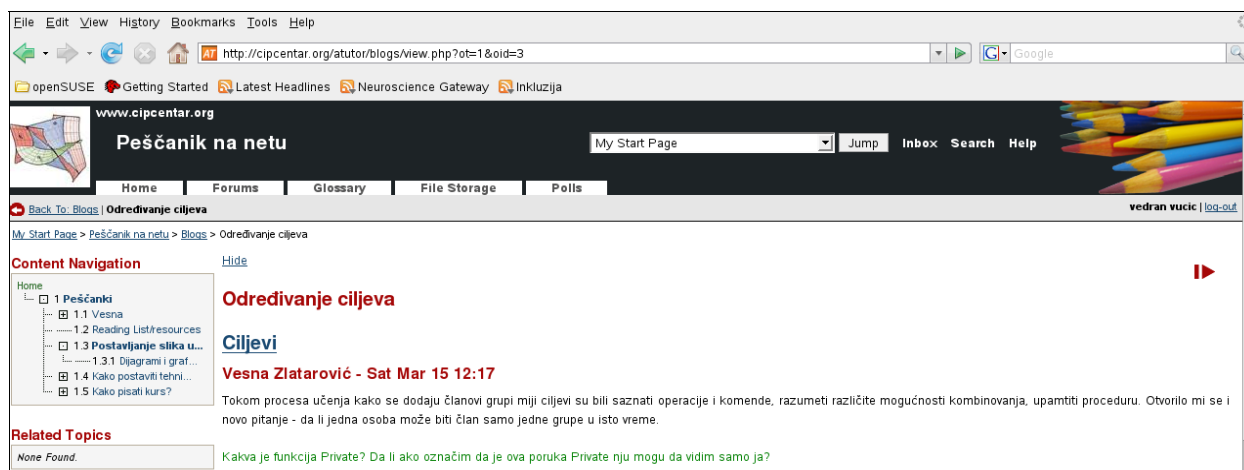 File Edit View History Bookmarks Tools Help
http://cipcentar.org/atutor/blogs/view.php?ot=1&oid=3
G Google
openSUSE Getting Started Latest Headlines Neuroscience Gateway Inkluzija
www.cipcentar.org
Peščanik na netu
My Start Page Jump Inbox Search Help
Home Forums Glossary File Storage Polls
Back To: Blogs | Određivanje ciljeva vedran vucic | log-out
My Start Page > Peščanik na netu > Blogs > Određivanje ciljeva
Content Navigation
Home
1 Peščanki
1.1 Vesna
1.2 Reading List/resources
1.3 Postavljanje slika u...
1.3.1 Dijagrami i graf...
1.4 Kako postaviti tehni...
1.5 Kako pisati kurs?
Related Topics
None Found.
Hide
Određivanje ciljeva
Ciljevi
Vesna Zlatarović - Sat Mar 15 12:17
Tokom procesa učenja kako se dodaju članovi grupi miji ciljevi su bili saznati operacije i komende, razumeti različite mogućnosti kombinovanja, upamtiti proceduru. Otvorilo mi se i
novo pitanje - da li jedna osoba može biti član samo jedne grupe u isto vreme.
Kakva je funkcija Private? Da li ako označim da je ova poruka Private nju mogu da vidim samo ja?